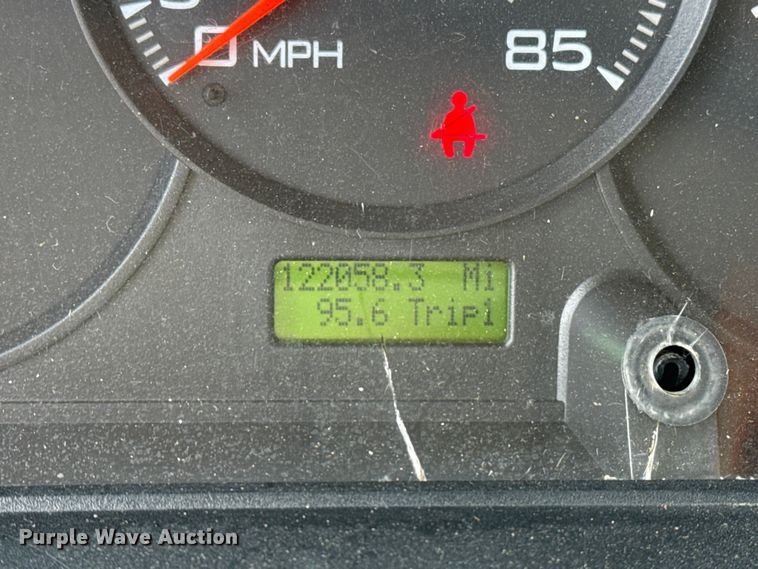 0 MPH 85
122058.3 Mi
95.6 Trip1
Purple Wave Auction